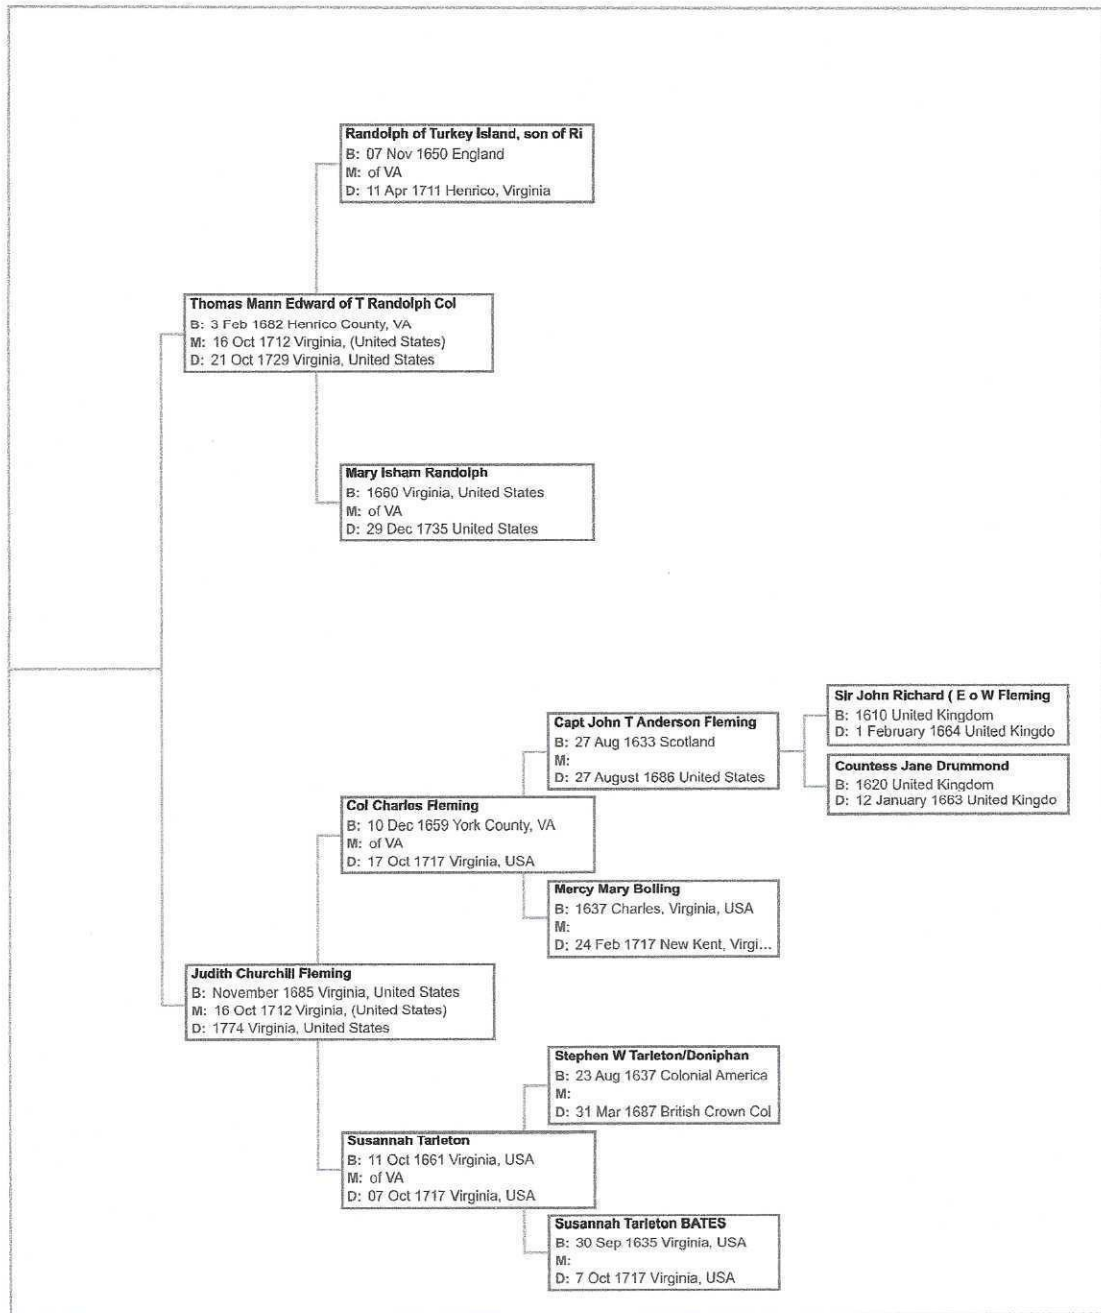 Randolph of Turkey Island, son of Ri
B: 07 Nov 1650 England
M: of VA
D: 11 Apr 1711 Henrico, Virginia
Thomas Mann Edward of T Randolph Col
B: 3 Feb 1682 Henrico County, VA
M: 16 Oct 1712 Virginia, (United States)
D: 21 Oct 1729 Virginia, United States
Mary Isham Randolph
B: 1660 Virginia, United States
M: of VA
D: 29 Dec 1735 United States
Sir John Richard ( E o W Fleming
B: 1610 United Kingdom
D: 1 February 1664 United Kingdo
Capt John T Anderson Fleming
B: 27 Aug 1633 Scotland
M:
D: 27 August 1686 United States
Countess Jane Drummond
B: 1620 United Kingdom
D: 12 January 1663 United Kingdo
Col Charles Fleming
B: 10 Dec 1659 York County, VA
M: of VA
D: 17 Oct 1717 Virginia, USA
Mercy Mary Bolling
B: 1637 Charles, Virginia, USA
M:
D: 24 Feb 1717 New Kent, Virgi...
Judith Churchill Fleming
B: November 1685 Virginia, United States
M: 16 Oct 1712 Virginia, (United States)
D: 1774 Virginia, United States
Stephen W Tarleton/Doniphan
B: 23 Aug 1637 Colonial America
M:
D: 31 Mar 1687 British Crown Col
Susannah Tarleton
B: 11 Oct 1661 Virginia, USA
M: of VA
D: 07 Oct 1717 Virginia, USA
Susannah Tarleton BATES
B: 30 Sep 1635 Virginia, USA
M:
D: 7 Oct 1717 Virginia, USA